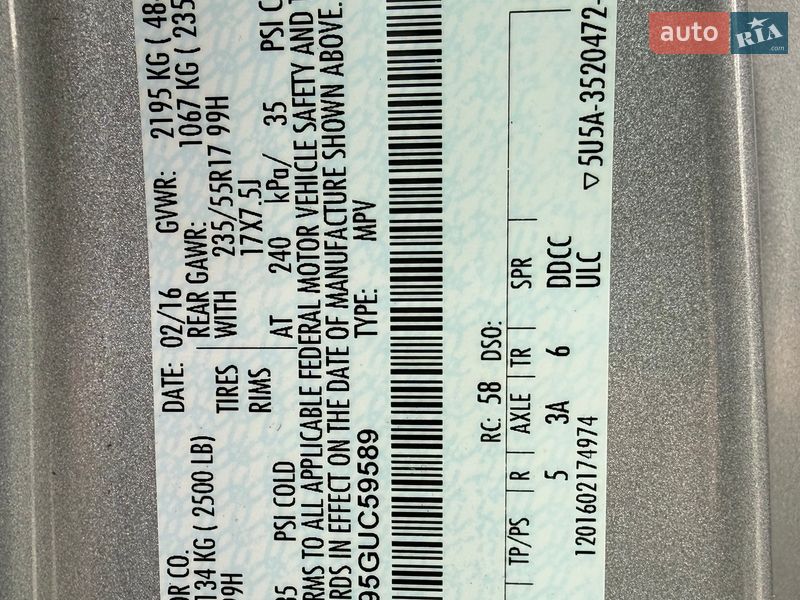 auto RIA .com
OR CO. DATE: 02/16 GVWR: 2195 KG ( 48
134 KG ( 2500 LB) REAR GAWR: 1067 KG ( 235
99H TIRES WITH 235/55R17 99H
RIMS 17X7.5J
35 PSI COLD AT 240 kPa/ 35 PSI C
RMS TO ALL APPLICABLE FEDERAL MOTOR VEHICLE SAFETY AND
RDS IN EFFECT ON THE DATE OF MANUFACTURE SHOWN ABOVE.
95GUC59589 TYPE: MPV
RC: 58 DSO:
TP/PS R AXLE TR SPR
5 3A 6 DDCC
ULC
1201602174974 ▽ 5U5A-3520472-